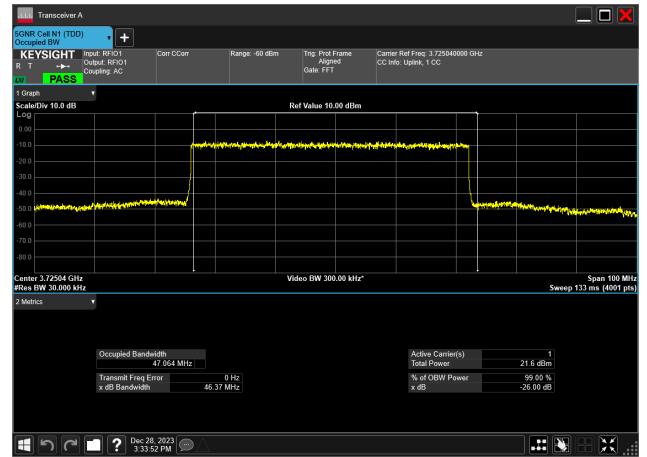 Transceiver A
5GNR Cell N1 (TDD)
Occupied BW
KEYSIGHT
R T
LXI
PASS
Input: RFIO1
Output: RFIO1
Coupling: AC
Corr CCorr
Range: -60 dBm
Trig: Prot Frame
Aligned
Gate: FFT
Carrier Ref Freq: 3.725040000 GHz
CC Info: Uplink, 1 CC
1 Graph
Scale/Div 10.0 dB
Ref Value 10.00 dBm
Log
0.00
-10.0
-20.0
-30.0
-40.0
-50.0
-60.0
-70.0
-80.0
Center 3.72504 GHz
Video BW 300.00 kHz*
Span 100 MHz
#Res BW 30.000 kHz
Sweep 133 ms (4001 pts)
2 Metrics
Occupied Bandwidth
47.064 MHz
Transmit Freq Error 0 Hz
x dB Bandwidth 46.37 MHz
Active Carrier(s) 1
Total Power 21.6 dBm
% of OBW Power 99.00 %
x dB -26.00 dB
?
Dec 28, 2023
3:33:52 PM